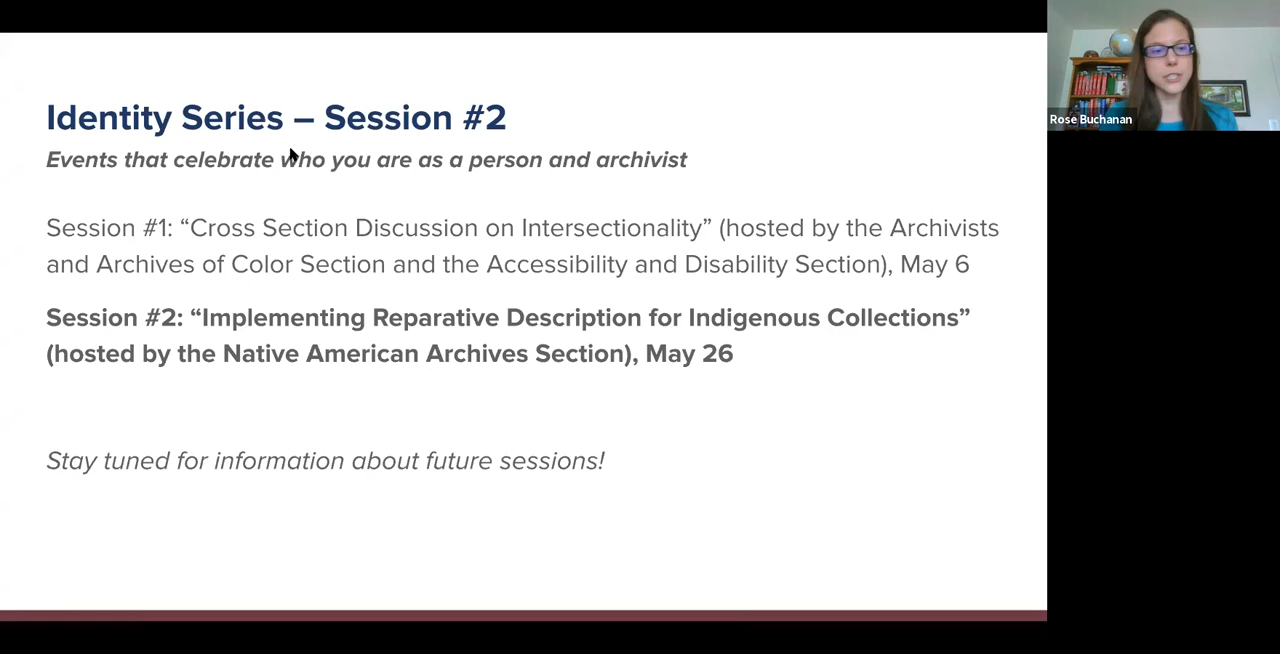 Identity Series – Session #2
Events that celebrate who you are as a person and archivist
Session #1: “Cross Section Discussion on Intersectionality” (hosted by the Archivists
and Archives of Color Section and the Accessibility and Disability Section), May 6
Session #2: “Implementing Reparative Description for Indigenous Collections”
(hosted by the Native American Archives Section), May 26
Stay tuned for information about future sessions!
Rose Buchanan